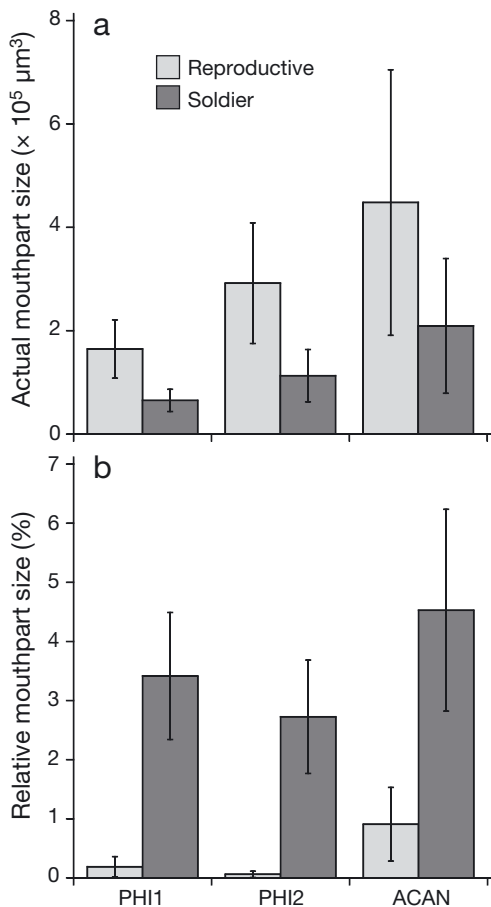 a
Reproductive
Soldier
Actual mouthpart size (× 10⁵ µm³)
8
6
4
2
0
b
Relative mouthpart size (%)
7
6
5
4
3
2
1
0
PHI1 PHI2 ACAN